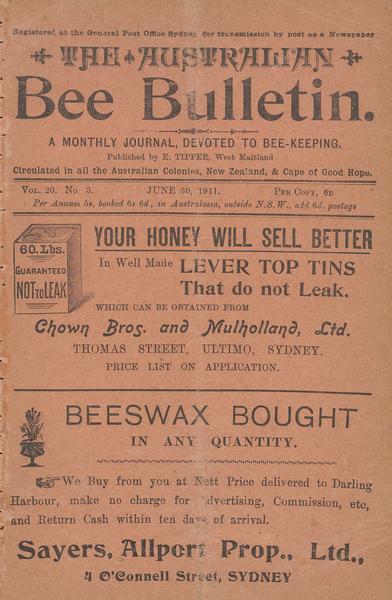 Registered at the General Post Office Sydney for transmission by post as a Newspaper
THE AUSTRALIAN
Bee Bulletin.
A MONTHLY JOURNAL, DEVOTED TO BEE-KEEPING.
Published by E. TIPPER, West Maitland
Circulated in all the Australian Colonies, New Zealand, & Cape of Good Hope.
VOL. 20. No 3. JUNE 30, 1911. PER COPY, 6D
Per Annum 5s, booked 6s 6d, in Australasia, outside N.S.W., add 6d. postage
60. Lbs.
GUARANTEED
NOT TO LEAK
YOUR HONEY WILL SELL BETTER
In Well Made LEVER TOP TINS
That do not Leak.
WHICH CAN BE OBTAINED FROM
Chown Bros. and Mulholland, Ltd.
THOMAS STREET, ULTIMO, SYDNEY.
PRICE LIST ON APPLICATION.
BEESWAX BOUGHT
IN ANY QUANTITY.
We Buy from you at Nett Price delivered to Darling
Harbour, make no charge for Advertising, Commission, etc,
and Return Cash within ten days of arrival.
Sayers, Allport Prop., Ltd.,
4 O'Connell Street, SYDNEY